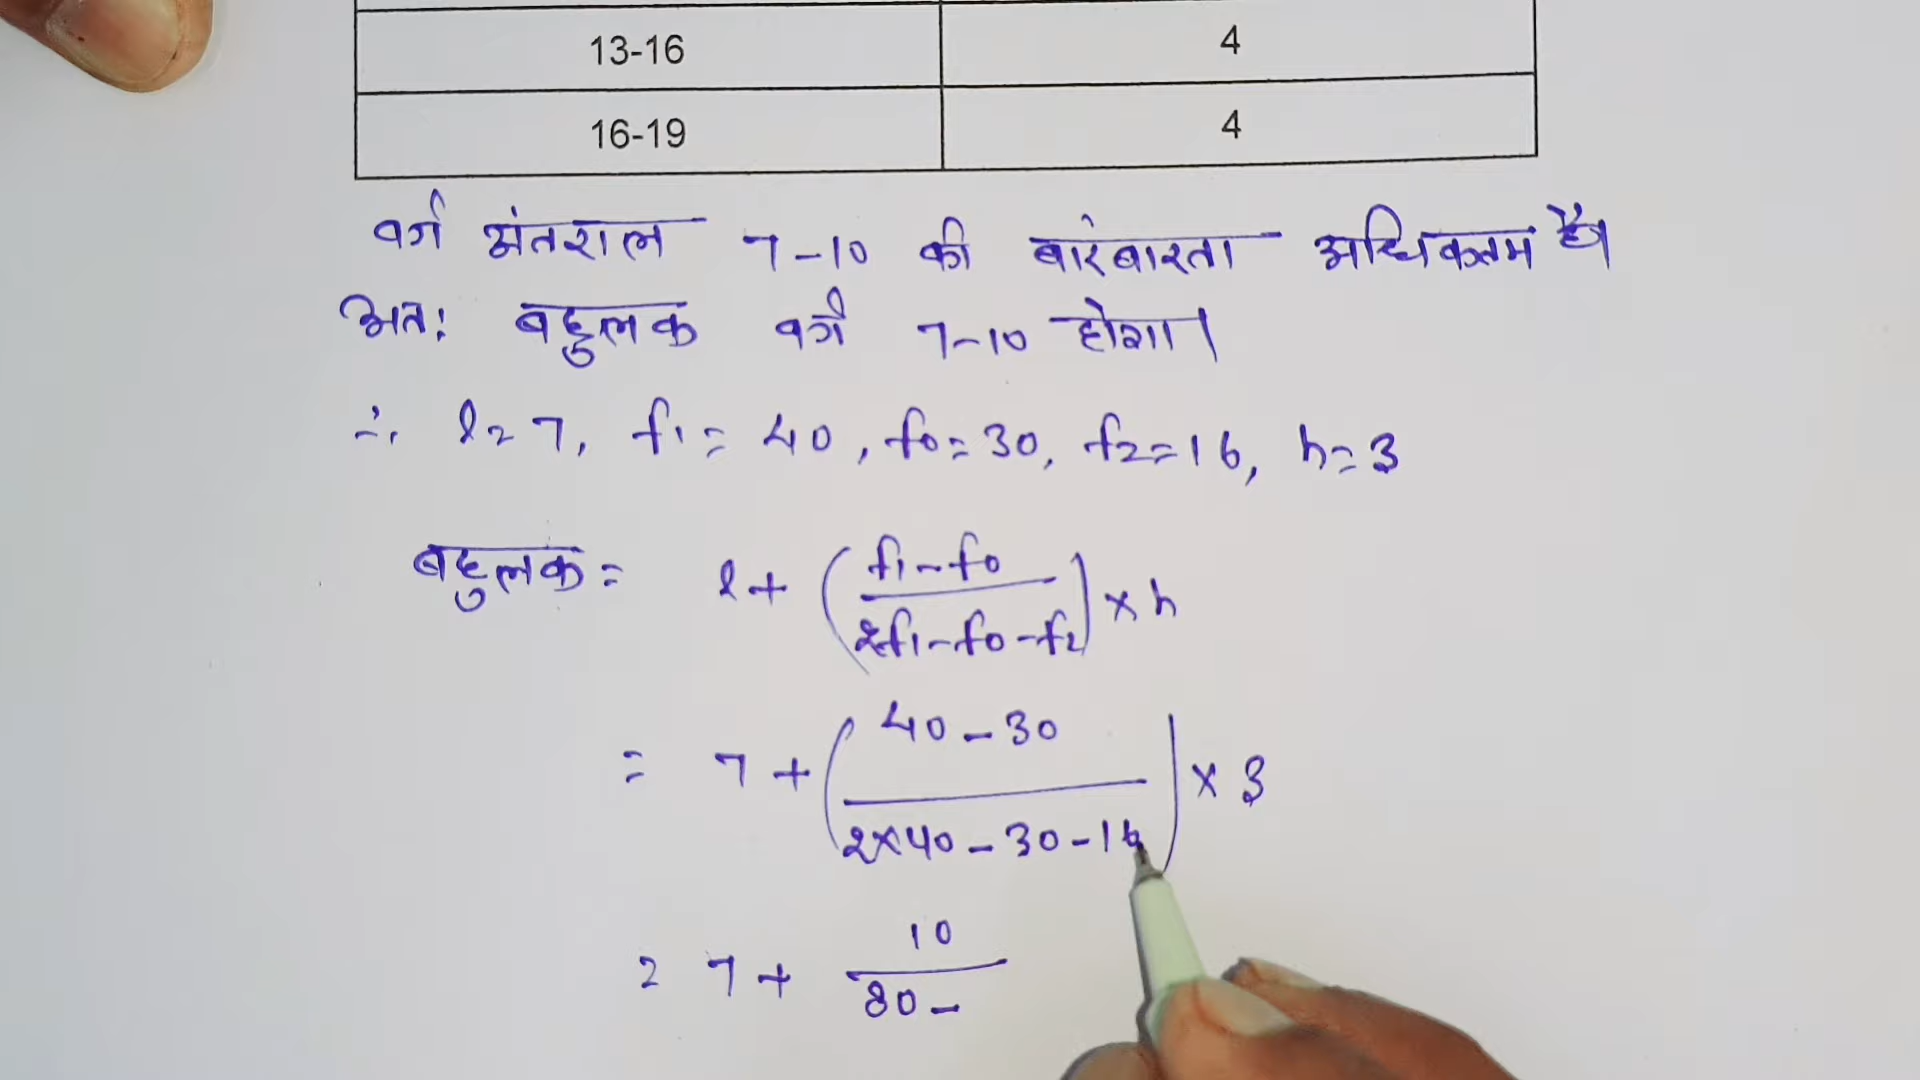 13-16 4
16-19 4
वर्ग अंतराल 7-10 की बारंबारता अधिकतम है।
अतः बहुलक वर्ग 7-10 होगा।
∴ l = 7, f1 = 40, f0 = 30, f2 = 16, h = 3
बहुलक = l + (f1 - f0 / 2f1 - f0 - f2) × h
= 7 + (40 - 30 / 2×40 - 30 - 16) × 3
= 7 + 10 / 80 -